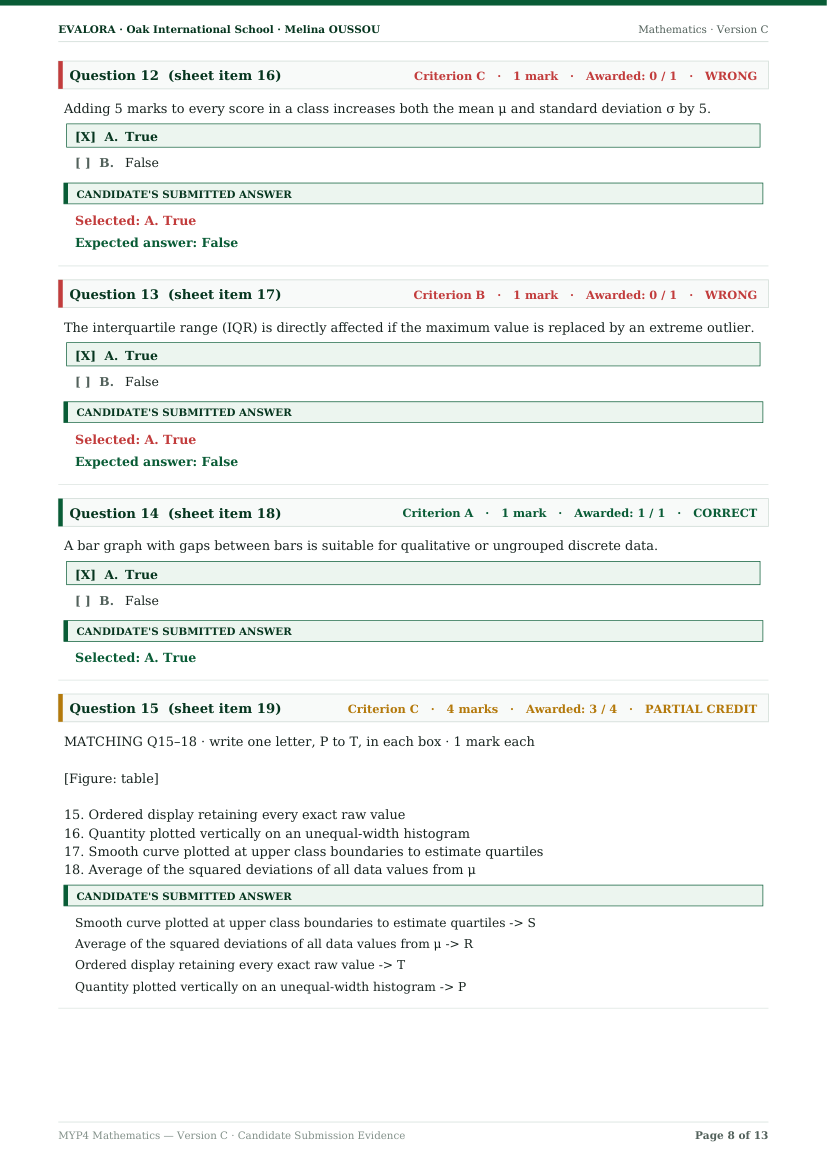 EVALORA · Oak International School · Melina OUSSOU
Mathematics · Version C
Question 12 (sheet item 16)
Criterion C · 1 mark · Awarded: 0 / 1 · WRONG
Adding 5 marks to every score in a class increases both the mean μ and standard deviation σ by 5.
[X] A. True
[ ] B. False
CANDIDATE'S SUBMITTED ANSWER
Selected: A. True
Expected answer: False
Question 13 (sheet item 17)
Criterion B · 1 mark · Awarded: 0 / 1 · WRONG
The interquartile range (IQR) is directly affected if the maximum value is replaced by an extreme outlier.
[X] A. True
[ ] B. False
CANDIDATE'S SUBMITTED ANSWER
Selected: A. True
Expected answer: False
Question 14 (sheet item 18)
Criterion A · 1 mark · Awarded: 1 / 1 · CORRECT
A bar graph with gaps between bars is suitable for qualitative or ungrouped discrete data.
[X] A. True
[ ] B. False
CANDIDATE'S SUBMITTED ANSWER
Selected: A. True
Question 15 (sheet item 19)
Criterion C · 4 marks · Awarded: 3 / 4 · PARTIAL CREDIT
MATCHING Q15–18 · write one letter, P to T, in each box · 1 mark each
[Figure: table]
15. Ordered display retaining every exact raw value
16. Quantity plotted vertically on an unequal-width histogram
17. Smooth curve plotted at upper class boundaries to estimate quartiles
18. Average of the squared deviations of all data values from μ
CANDIDATE'S SUBMITTED ANSWER
Smooth curve plotted at upper class boundaries to estimate quartiles -> S
Average of the squared deviations of all data values from μ -> R
Ordered display retaining every exact raw value -> T
Quantity plotted vertically on an unequal-width histogram -> P
MYP4 Mathematics — Version C · Candidate Submission Evidence
Page 8 of 13